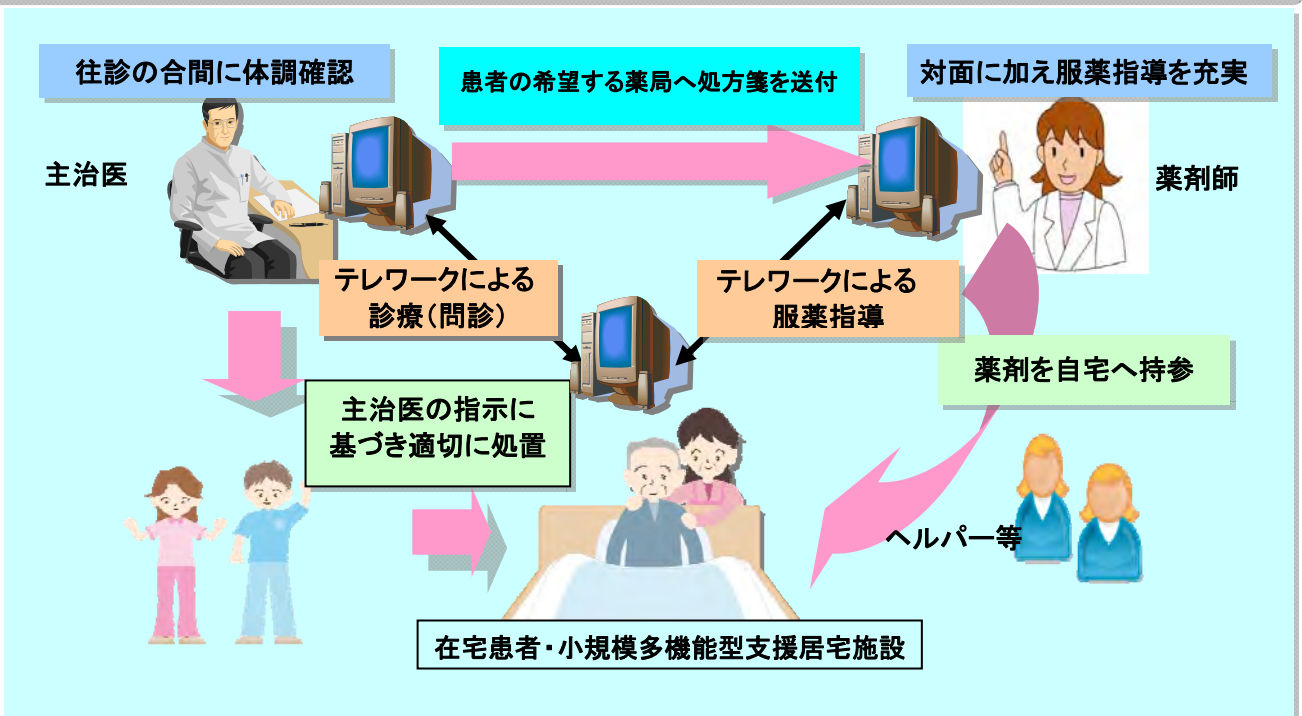 往診の合間に体調確認
患者の希望する薬局へ処方箋を送付
対面に加え服薬指導を充実
主治医
薬剤師
テレワークによる
診療(問診)
テレワークによる
服薬指導
薬剤を自宅へ持参
主治医の指示に
基づき適切に処置
ヘルパー等
在宅患者・小規模多機能型支援居宅施設